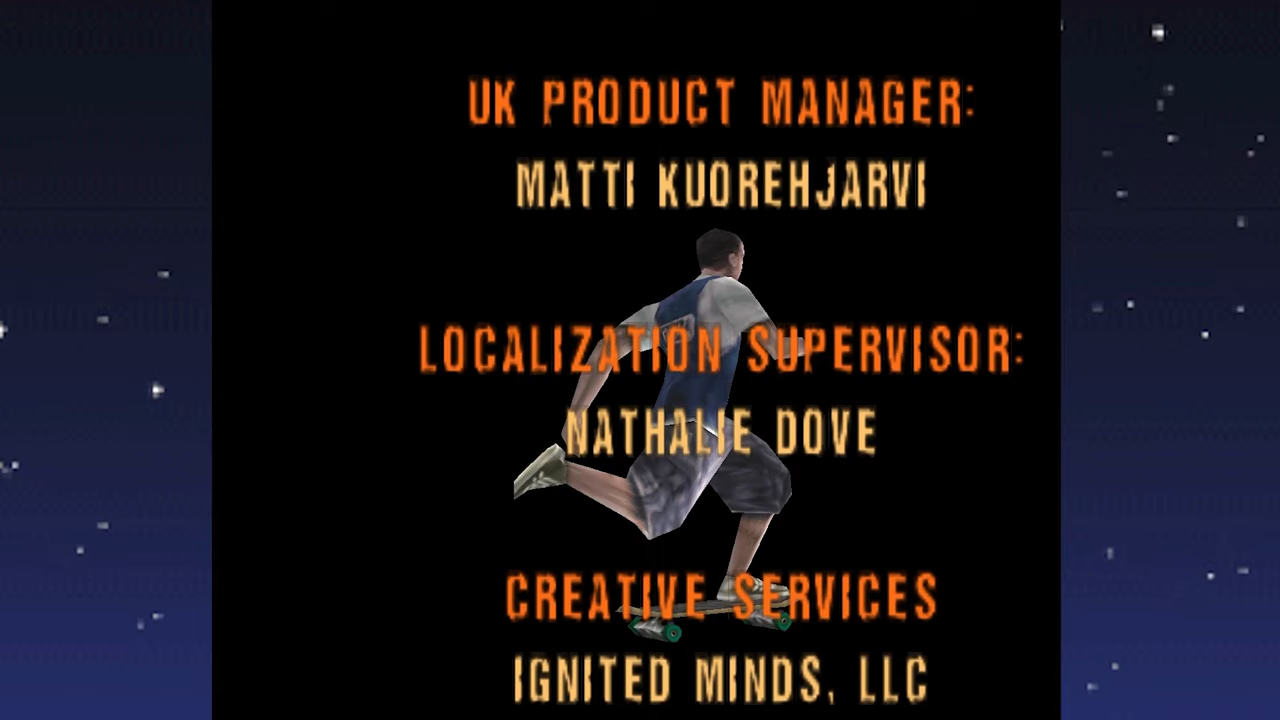 UK PRODUCT MANAGER:
MATTI KUOREHJARVI
LOCALIZATION SUPERVISOR:
NATHALIE DOVE
CREATIVE SERVICES
IGNITED MINDS, LLC